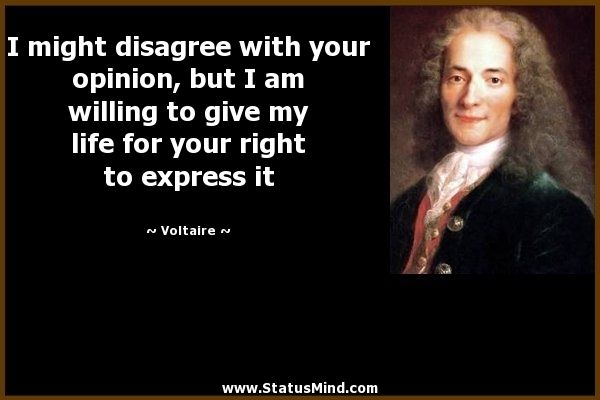 I might disagree with your
opinion, but I am
willing to give my
life for your right
to express it
~ Voltaire ~
www.StatusMind.com